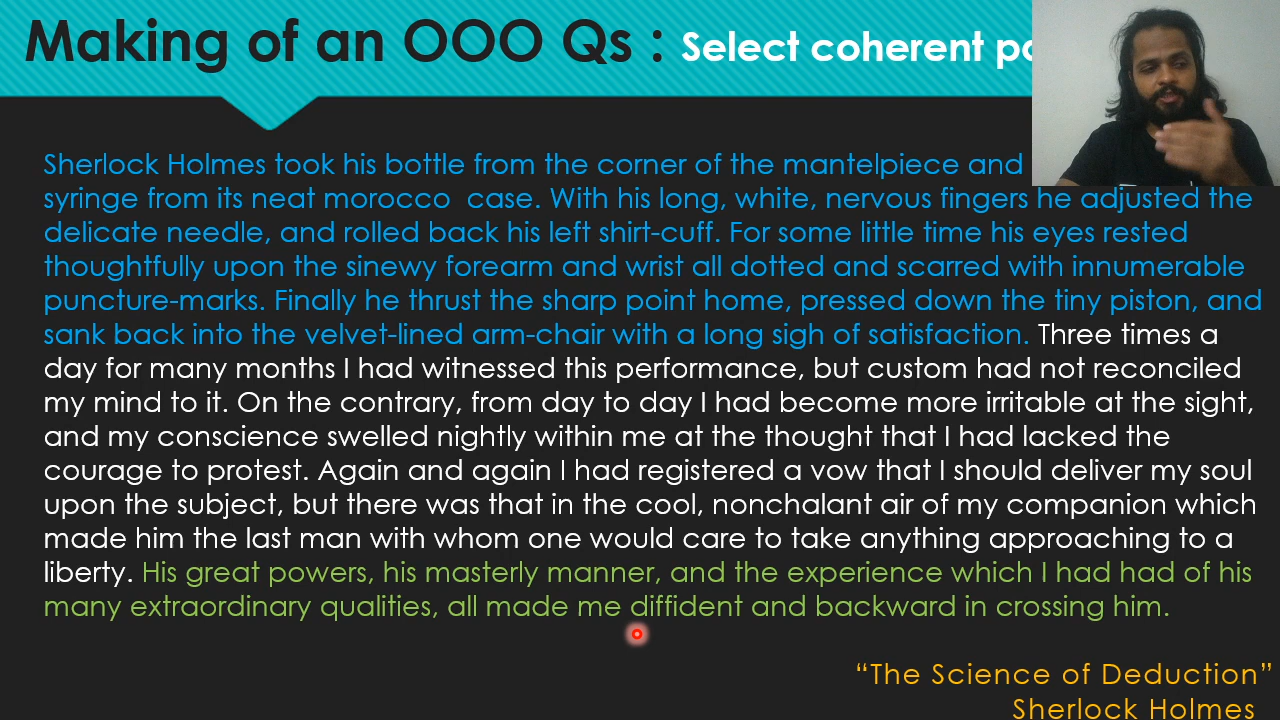 Making of an OOO Qs : Select coherent
Sherlock Holmes took his bottle from the corner of the mantelpiece and
syringe from its neat morocco  case. With his long, white, nervous fingers he adjusted the
delicate needle, and rolled back his left shirt-cuff. For some little time his eyes rested
thoughtfully upon the sinewy forearm and wrist all dotted and scarred with innumerable
puncture-marks. Finally he thrust the sharp point home, pressed down the tiny piston, and
sank back into the velvet-lined arm-chair with a long sigh of satisfaction. Three times a
day for many months I had witnessed this performance, but custom had not reconciled
my mind to it. On the contrary, from day to day I had become more irritable at the sight,
and my conscience swelled nightly within me at the thought that I had lacked the
courage to protest. Again and again I had registered a vow that I should deliver my soul
upon the subject, but there was that in the cool, nonchalant air of my companion which
made him the last man with whom one would care to take anything approaching to a
liberty. His great powers, his masterly manner, and the experience which I had had of his
many extraordinary qualities, all made me diffident and backward in crossing him.
“The Science of Deduction”
Sherlock Holmes